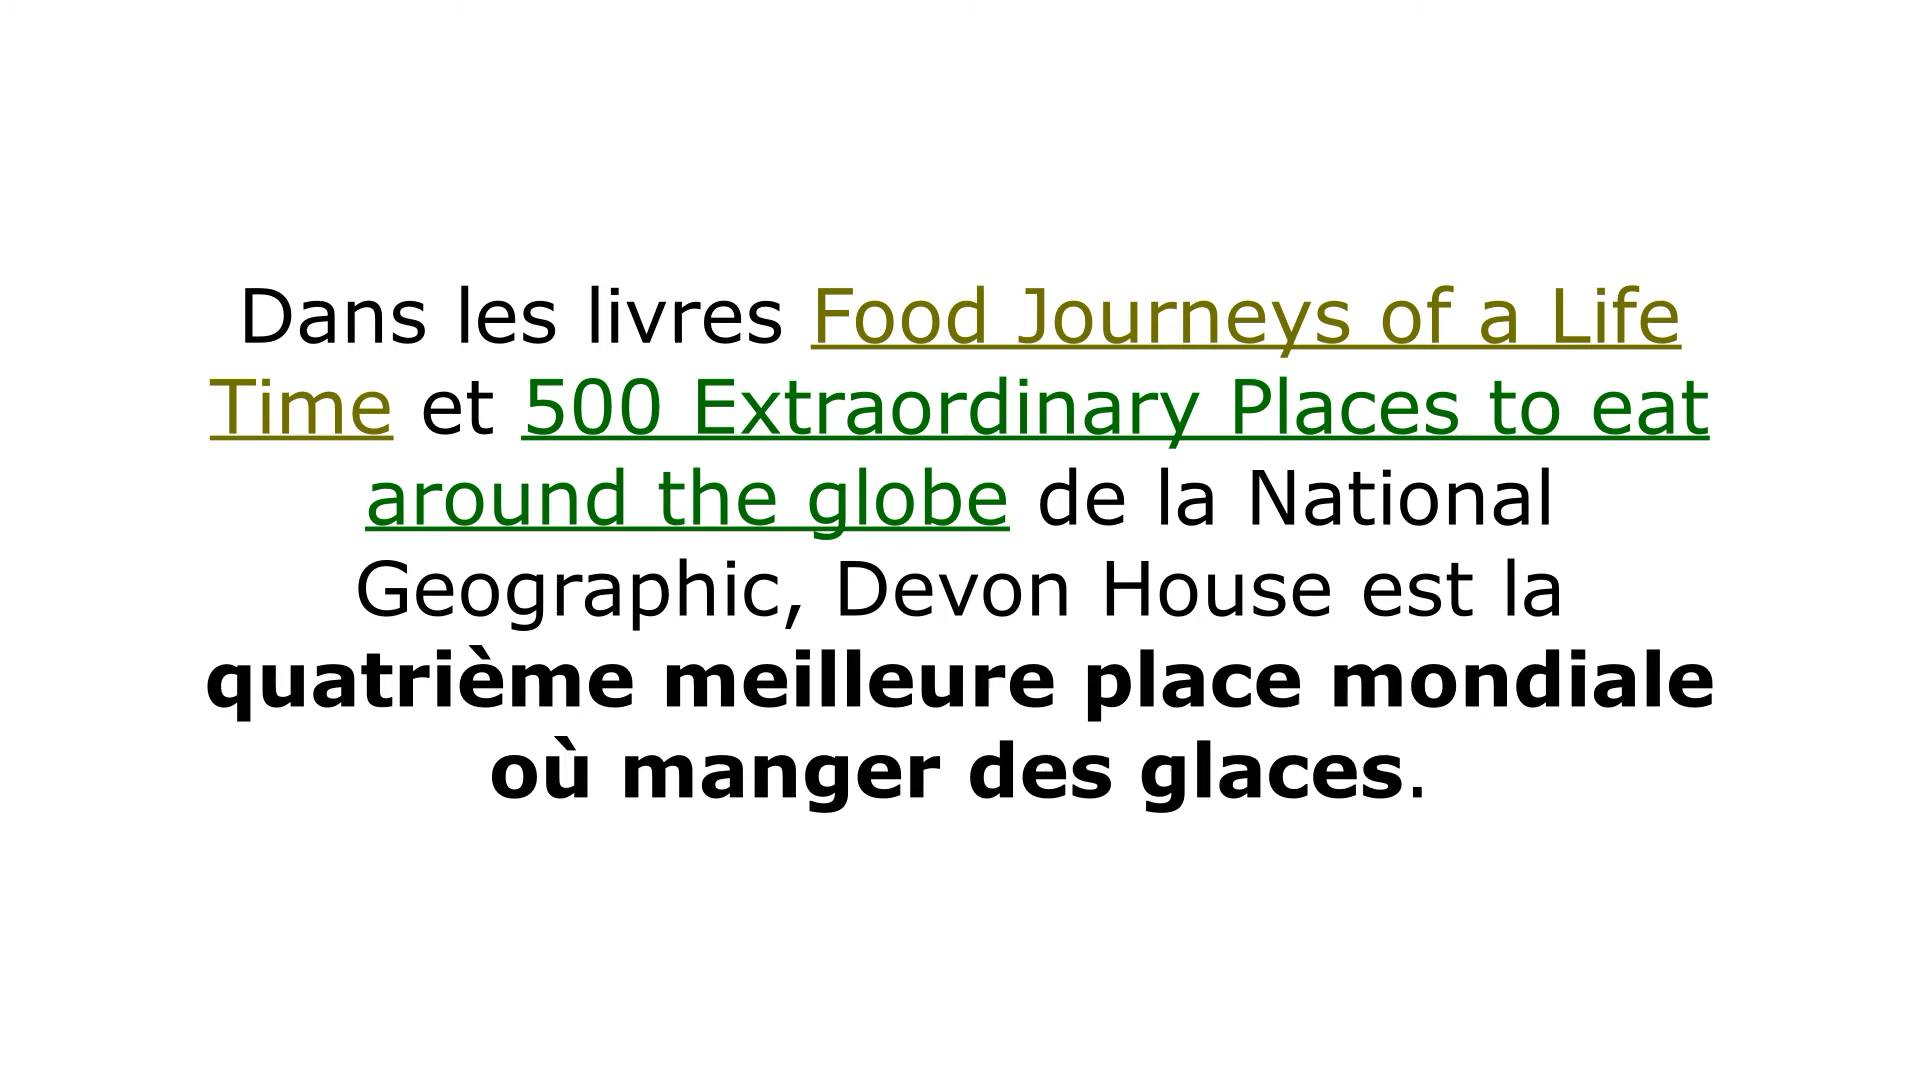 Dans les livres Food Journeys of a Life
Time et 500 Extraordinary Places to eat
around the globe de la National
Geographic, Devon House est la
quatrième meilleure place mondiale
où manger des glaces.